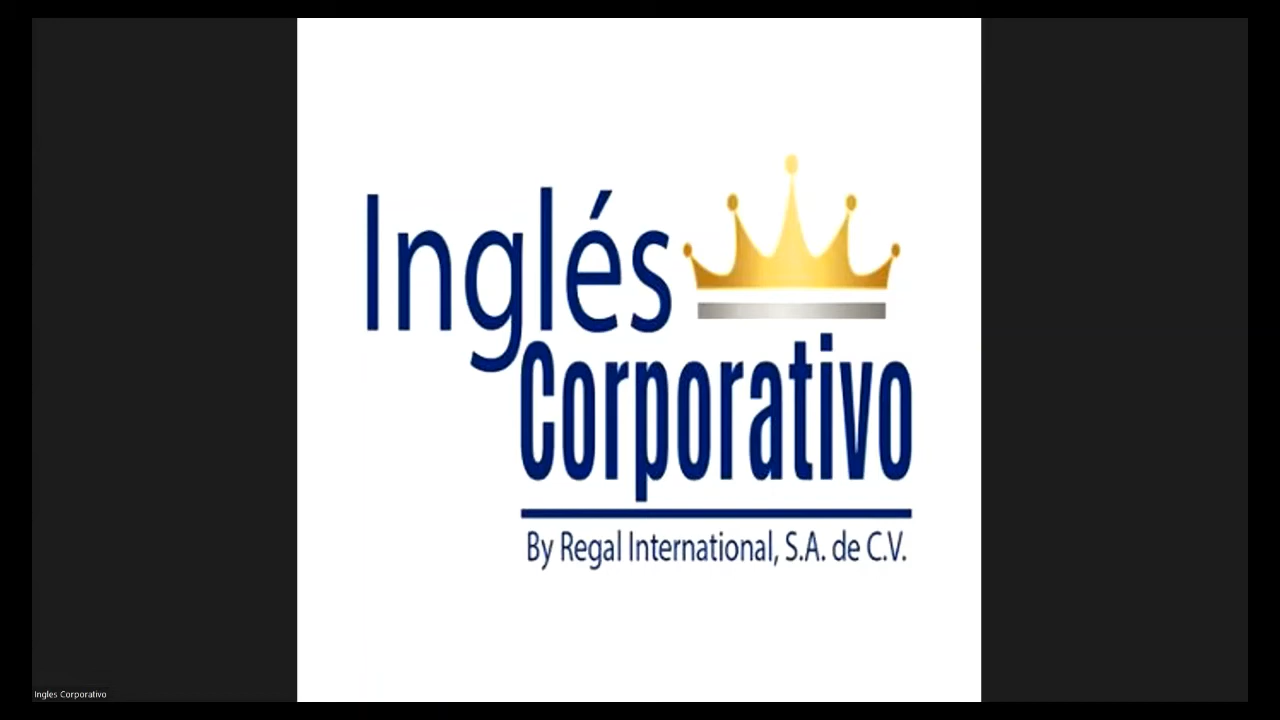 Inglés
Corporativo
By Regal International, S.A. de C.V.
Ingles Corporativo